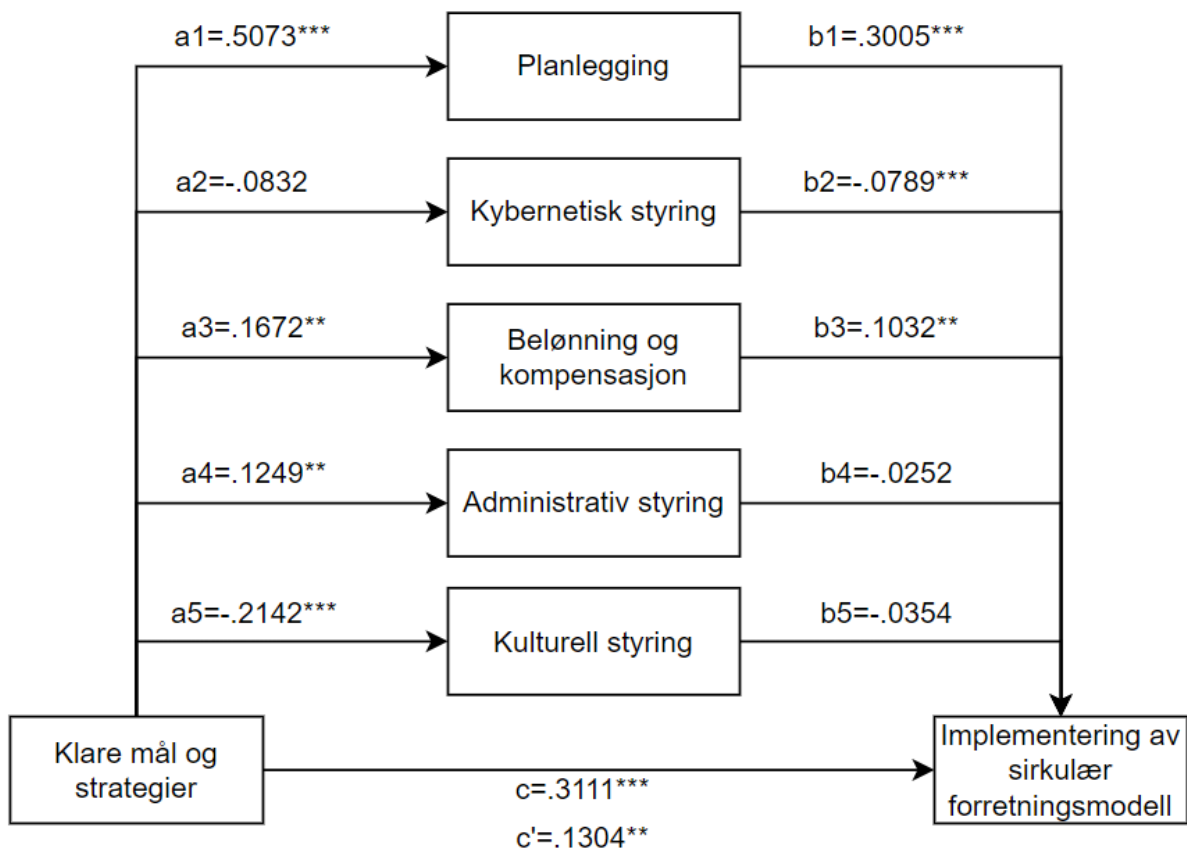 a1=.5073***
Planlegging
b1=.3005***
a2=-.0832
Kybernetisk styring
b2=-.0789***
a3=.1672**
Belønning og
kompensasjon
b3=.1032**
a4=.1249**
Administrativ styring
b4=-.0252
a5=-.2142***
Kulturell styring
b5=-.0354
Klare mål og
strategier
c=.3111***
c'=.1304**
Implementering av
sirkulær
forretningsmodell